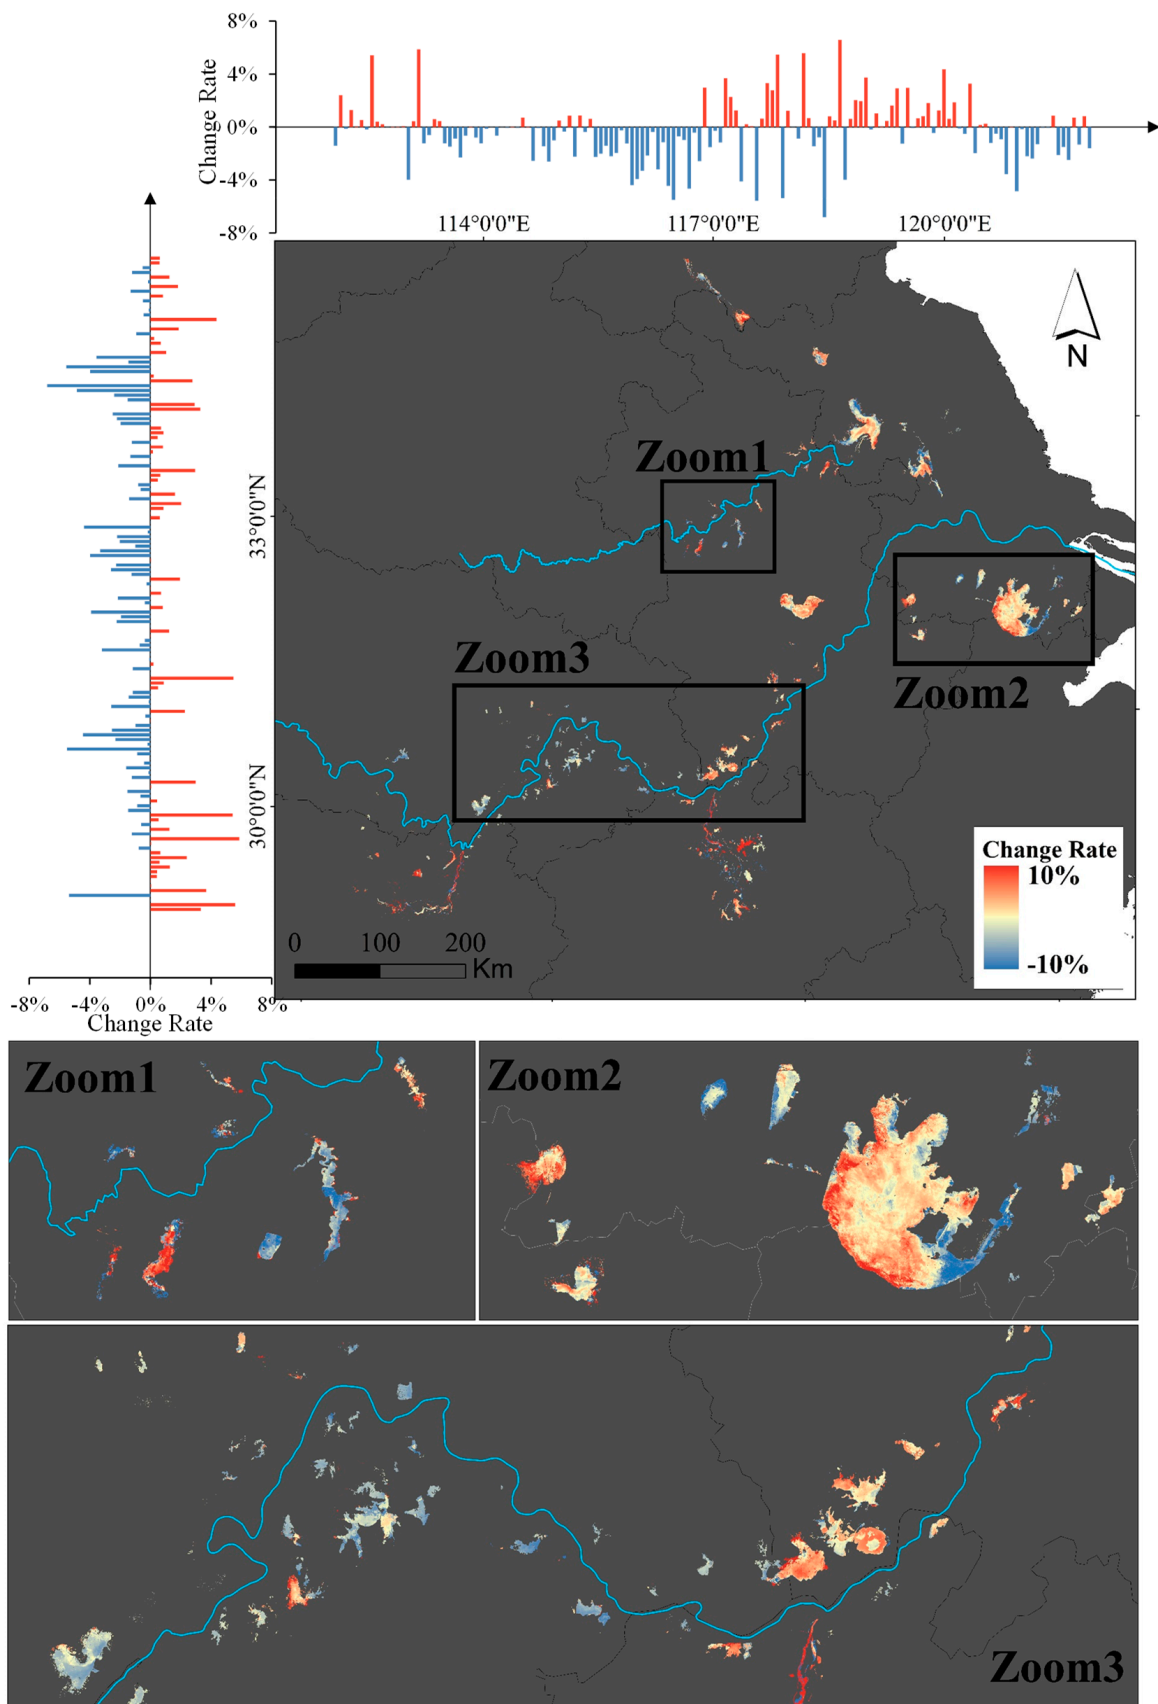 8%
4%
0%
-4%
-8%
Change Rate
114°0'0"E
117°0'0"E
120°0'0"E
N
Zoom1
33°0'0"N
Zoom3
Zoom2
30°0'0"N
Change Rate
10%
-10%
0
100
200
Km
-8%
-4%
0%
4%
8%
Change Rate
Zoom1
Zoom2
Zoom3